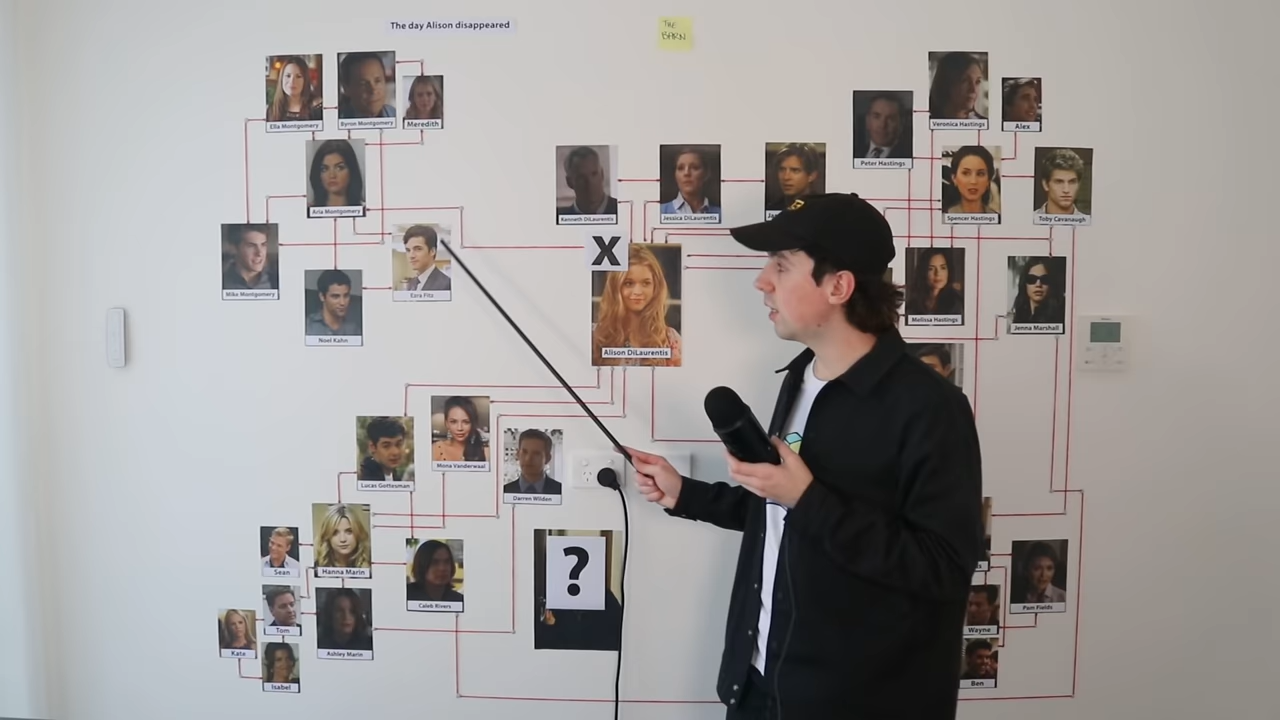 The day Alison disappeared
THE
BARN
Ella Montgomery
Byron Montgomery
Meredith
Veronica Hastings
Alex
Peter Hastings
Aria Montgomery
Kenneth DiLaurentis
Jessica DiLaurentis
Spencer Hastings
Toby Cavanaugh
X
Mike Montgomery
Ezra Fitz
Noel Kahn
Melissa Hastings
Jenna Marshall
Alison DiLaurentis
Mona Vanderwaal
Lucas Gottesman
Darren Wilden
?
Sean
Hanna Marin
Caleb Rivers
Pam Fields
Tom
Wayne
Kate
Ashley Marin
Isabel
Ben